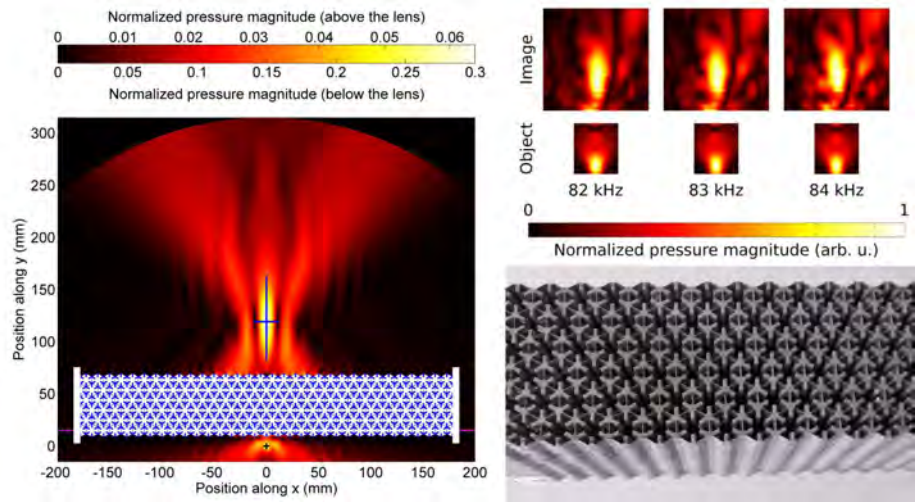 Normalized pressure magnitude (above the lens)
0 0.01 0.02 0.03 0.04 0.05 0.06
0 0.05 0.1 0.15 0.2 0.25 0.3
Normalized pressure magnitude (below the lens)
300
250
200
150
100
50
0
Position along y (mm)
-200 -150 -100 -50 0 50 100 150 200
Position along x (mm)
Image
Object
82 kHz 83 kHz 84 kHz
0 1
Normalized pressure magnitude (arb. u.)